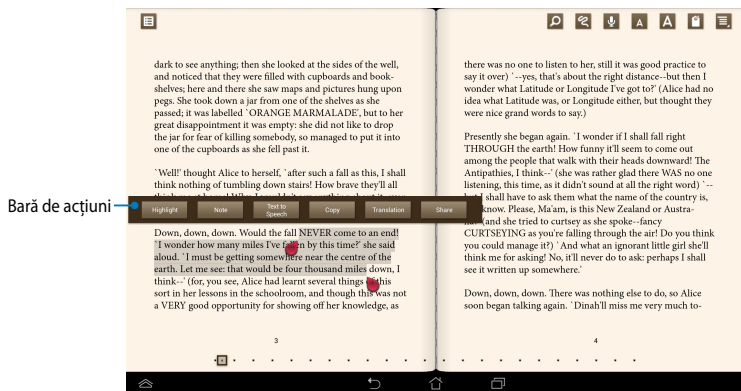 dark to see anything; then she looked at the sides of the well,
and noticed that they were filled with cupboards and book-
shelves; here and there she saw maps and pictures hung upon
pegs. She took down a jar from one of the shelves as she
passed; it was labelled `ORANGE MARMALADE', but to her
great disappointment it was empty: she did not like to drop
the jar for fear of killing somebody, so managed to put it into
one of the cupboards as she fell past it.
`Well!' thought Alice to herself, `after such a fall as this, I shall
think nothing of tumbling down stairs! How brave they'll all
Bară de acțiuni
Highlight
Note
Text to
Speech
Copy
Translation
Share
Down, down, down. Would the fall NEVER come to an end!
`I wonder how many miles I've fallen by this time?' she said
aloud. `I must be getting somewhere near the centre of the
earth. Let me see: that would be four thousand miles down, I
think--' (for, you see, Alice had learnt several things of this
sort in her lessons in the schoolroom, and though this was not
a VERY good opportunity for showing off her knowledge, as
3
A A
there was no one to listen to her, still it was good practice to
say it over) `--yes, that's about the right distance--but then I
wonder what Latitude or Longitude I've got to?' (Alice had no
idea what Latitude was, or Longitude either, but thought they
were nice grand words to say.)
Presently she began again. `I wonder if I shall fall right
THROUGH the earth! How funny it'll seem to come out
among the people that walk with their heads downward! The
Antipathies, I think--' (she was rather glad there WAS no one
listening, this time, as it didn't sound at all the right word) `--
but I shall have to ask them what the name of the country is,
know. Please, Ma'am, is this New Zealand or Austra-
(and she tried to curtsey as she spoke--fancy
CURTSEYING as you're falling through the air! Do you think
you could manage it?) `And what an ignorant little girl she'll
think me for asking! No, it'll never do to ask: perhaps I shall
see it written up somewhere.'
Down, down, down. There was nothing else to do, so Alice
soon began talking again. `Dinah'll miss me very much to-
4